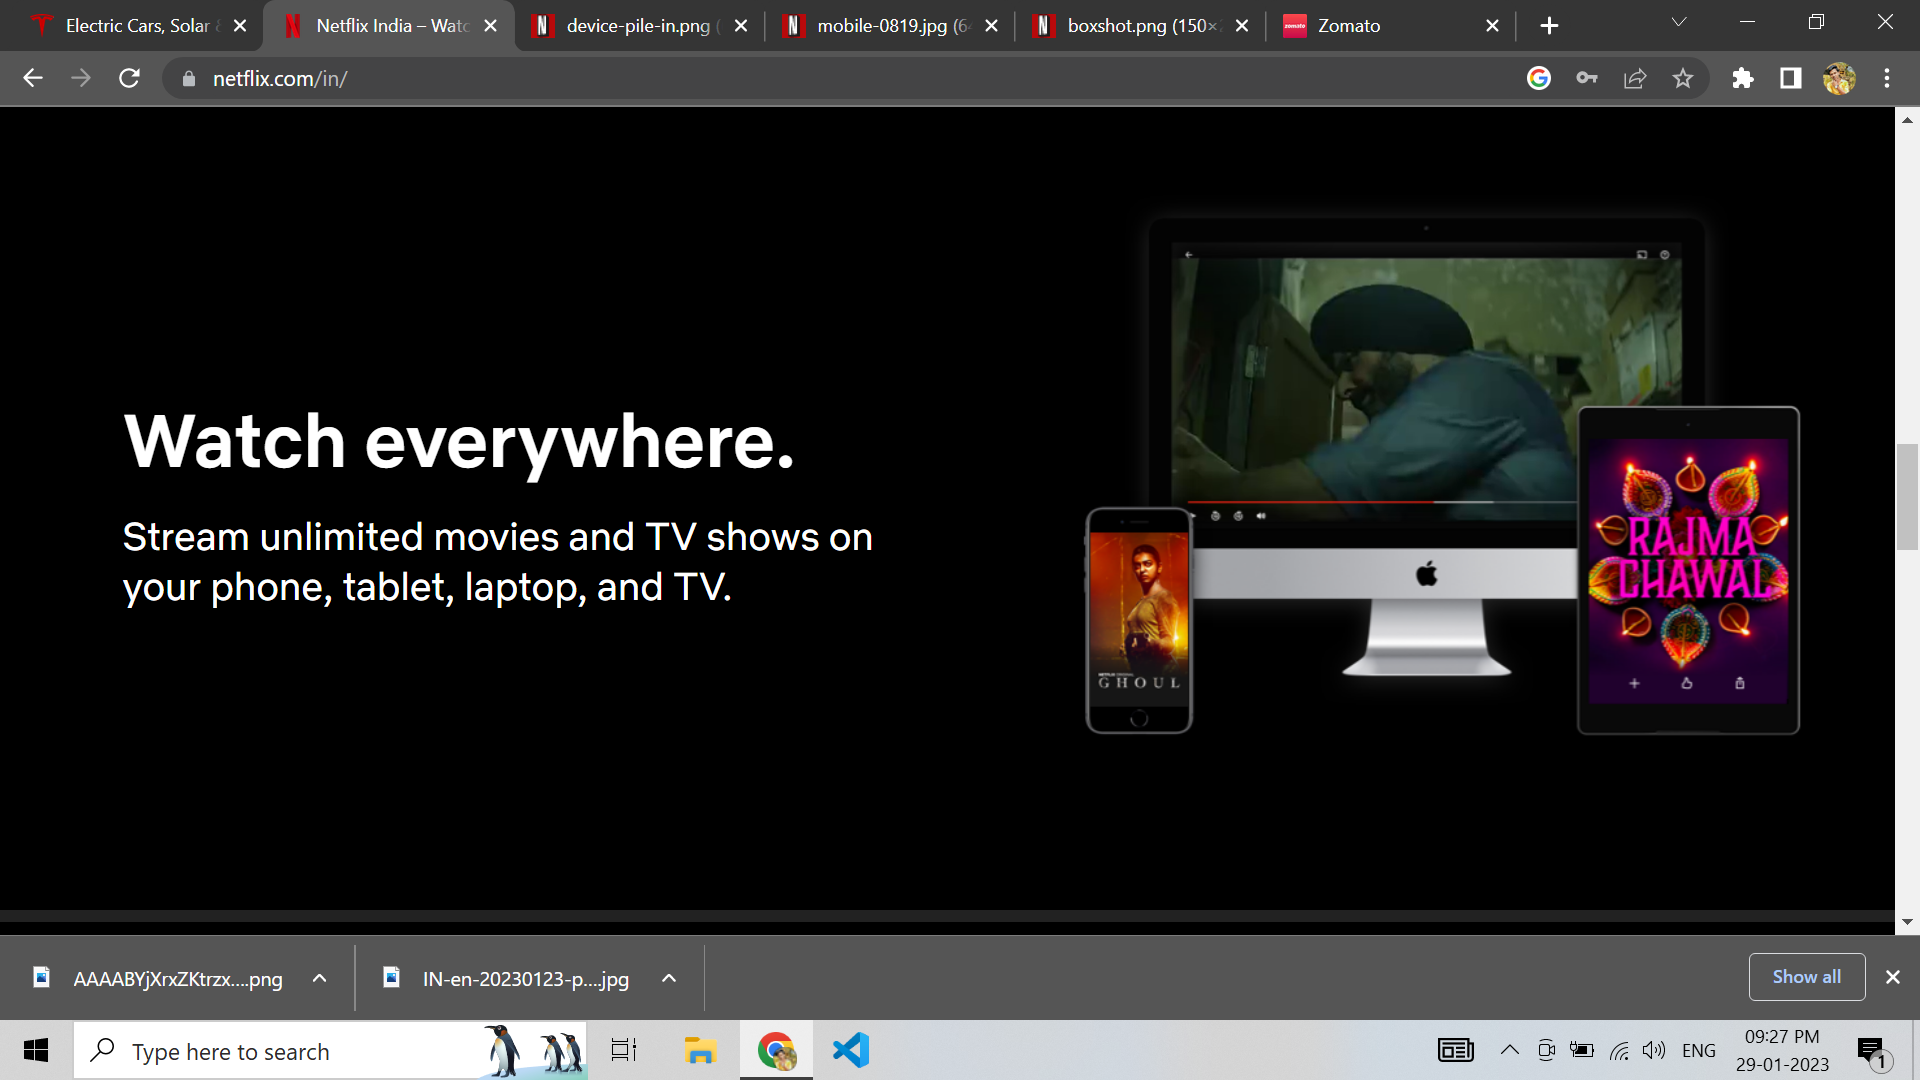 Electric Cars, Solar
Netflix India – Watc
device-pile-in.png (
mobile-0819.jpg (64
boxshot.png (150×
zomato
Zomato
netflix.com/in/
Watch everywhere.
Stream unlimited movies and TV shows on
your phone, tablet, laptop, and TV.
RAJMA
CHAWAL
GHOUL
AAAABYjXrxZKtrzx....png
IN-en-20230123-p....jpg
Show all
Type here to search
ENG
09:27 PM
29-01-2023
1